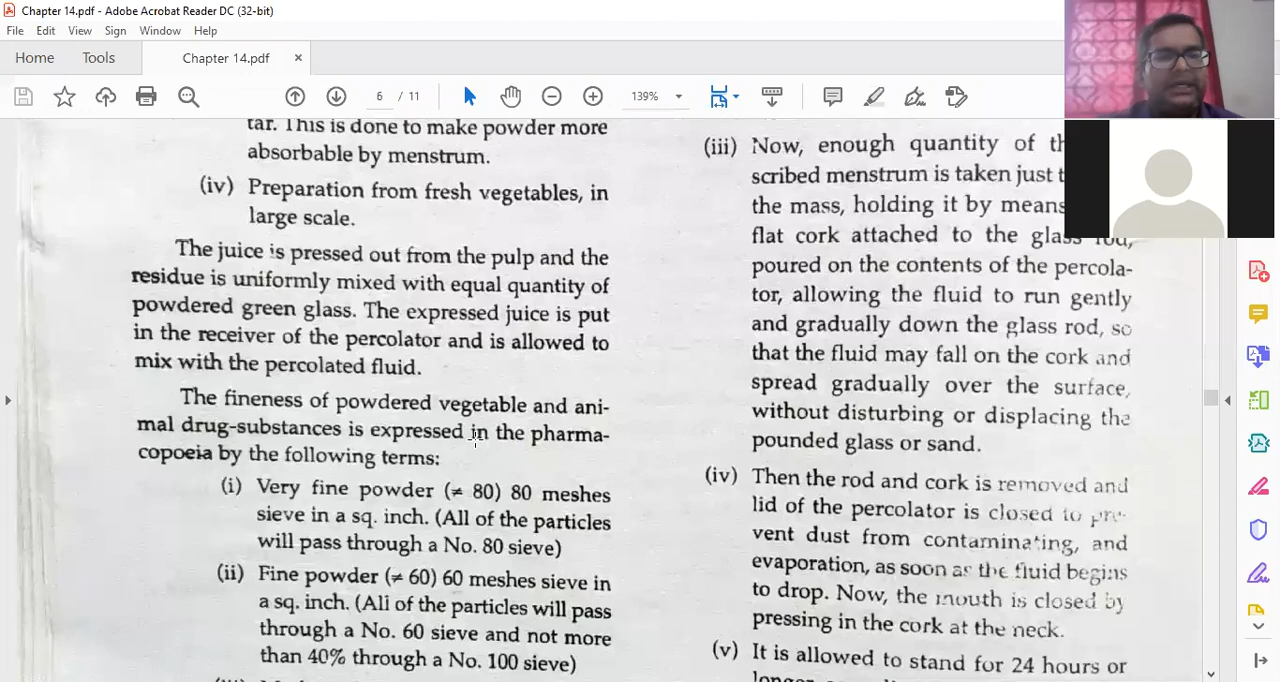 Chapter 14.pdf - Adobe Acrobat Reader DC (32-bit)
File Edit View Sign Window Help
Home Tools Chapter 14.pdf ×
6 / 11 139%
tar. This is done to make powder more
absorbable by menstrum.
(iv) Preparation from fresh vegetables, in
large scale.
The juice is pressed out from the pulp and the
residue is uniformly mixed with equal quantity of
powdered green glass. The expressed juice is put
in the receiver of the percolator and is allowed to
mix with the percolated fluid.
The fineness of powdered vegetable and ani-
mal drug-substances is expressed in the pharma-
copoeia by the following terms:
(i) Very fine powder (≠ 80) 80 meshes
sieve in a sq. inch. (All of the particles
will pass through a No. 80 sieve)
(ii) Fine powder (≠ 60) 60 meshes sieve in
a sq. inch. (All of the particles will pass
through a No. 60 sieve and not more
than 40% through a No. 100 sieve)
(iii) Now, enough quantity of
scribed menstrum is taken just
the mass, holding it by means
flat cork attached to the glass rod,
poured on the contents of the percola-
tor, allowing the fluid to run gently
and gradually down the glass rod, so
that the fluid may fall on the cork and
spread gradually over the surface,
without disturbing or displacing the
pounded glass or sand.
(iv) Then the rod and cork is removed and
lid of the percolator is closed to pre-
vent dust from contaminating, and
evaporation, as soon as the fluid begins
to drop. Now, the mouth is closed by
pressing in the cork at the neck.
(v) It is allowed to stand for 24 hours or